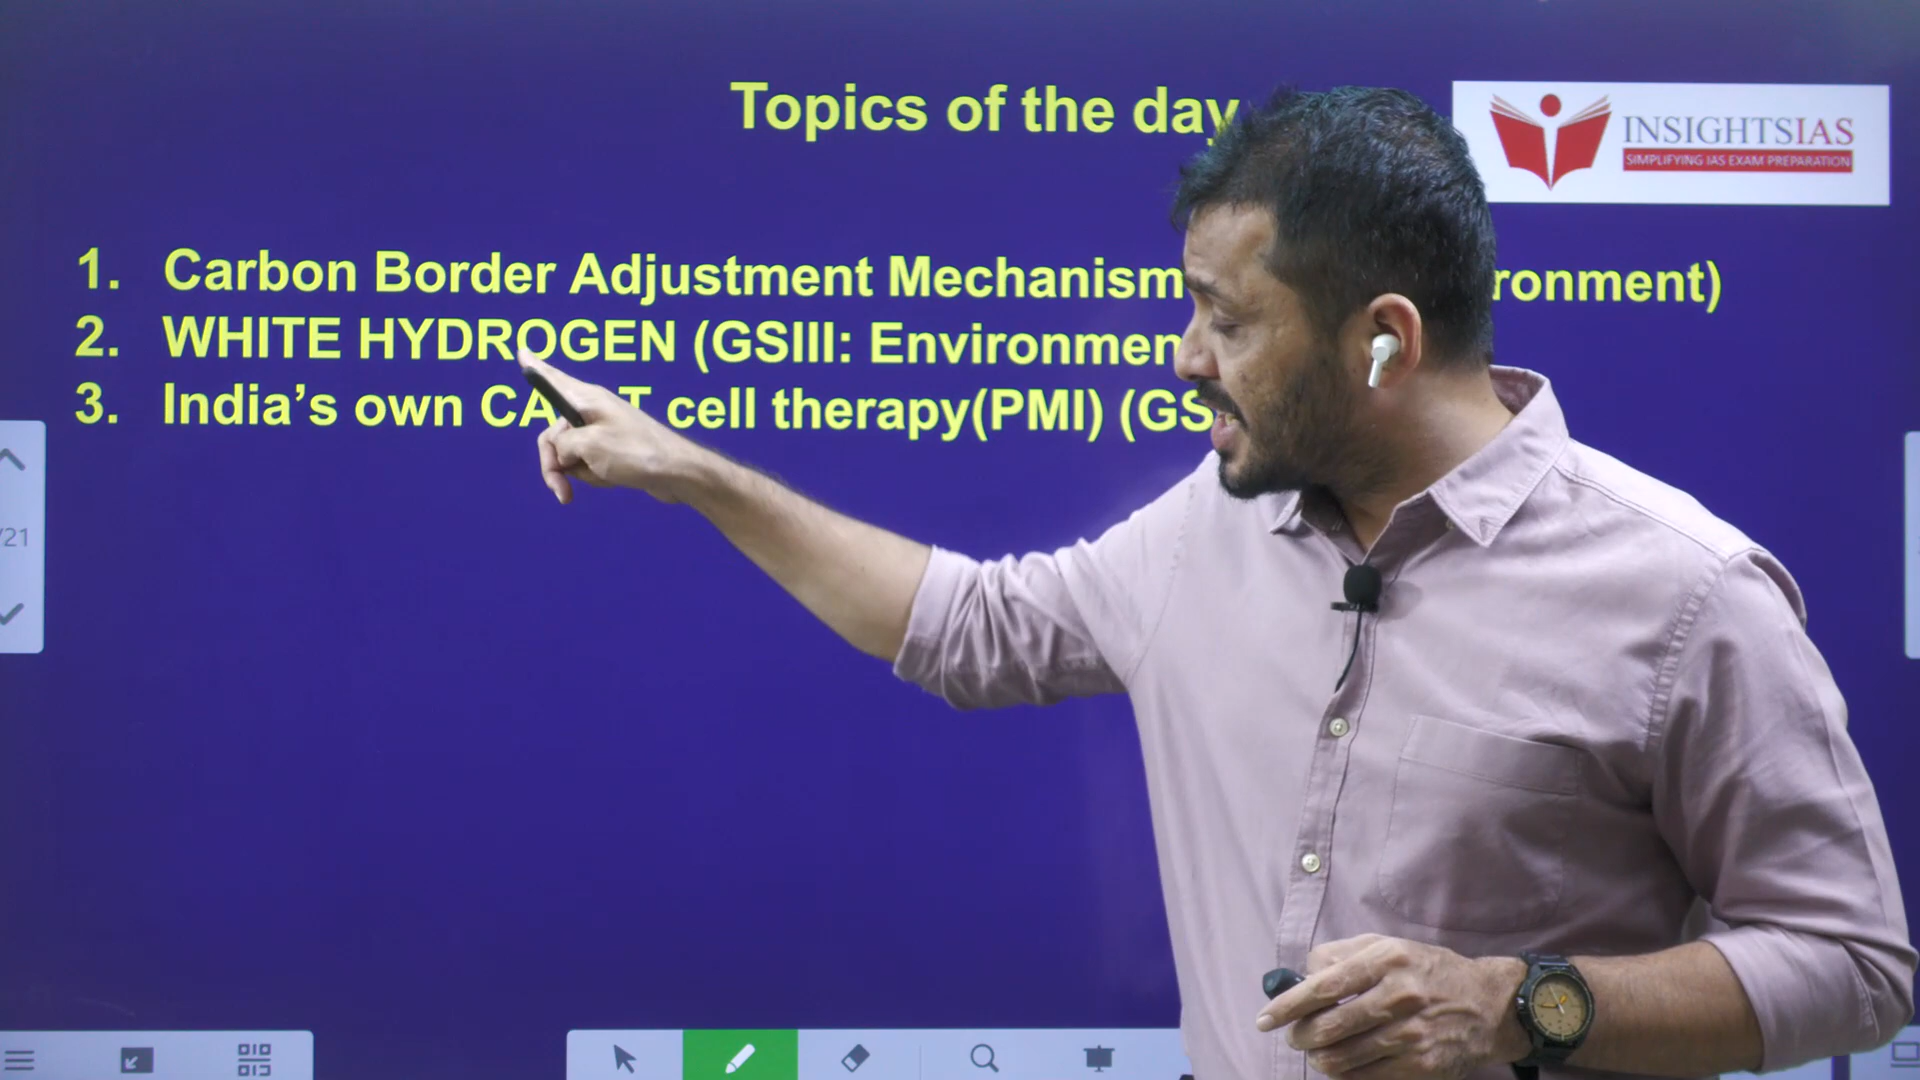 Topics of the day
INSIGHTSIAS
SIMPLIFYING IAS EXAM PREPARATION
1. Carbon Border Adjustment Mechanism ronment)
2. WHITE HYDROGEN (GSIII: Environmen
3. India's own CA T cell therapy(PMI) (GS
/21